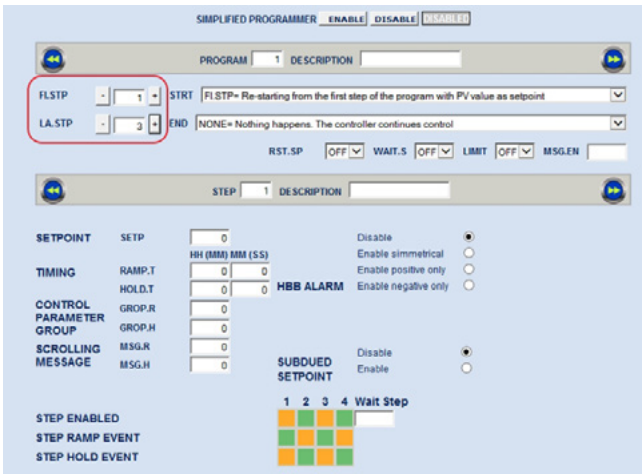 SIMPLIFIED PROGRAMMER ENABLE DISABLE DISABLED
PROGRAM 1 DESCRIPTION
FI.STP - 1 + STRT FI.STP= Re-starting from the first step of the program with PV value as setpoint
LA.STP - 3 + END NONE= Nothing happens. The controller continues control
RST.SP OFF WAIT.S OFF LIMIT OFF MSG.EN
STEP 1 DESCRIPTION
SETPOINT SETP 0 Disable
HH (MM) MM (SS) Enable simmetrical
TIMING RAMP.T 0 0 Enable positive only
HOLD.T 0 0 HBB ALARM Enable negative only
CONTROL PARAMETER GROUP GROP.R 0
GROP.H 0
SCROLLING MESSAGE MSG.R 0 Disable
MSG.H 0 SUBDUED SETPOINT Enable
1 2 3 4 Wait Step
STEP ENABLED
STEP RAMP EVENT
STEP HOLD EVENT